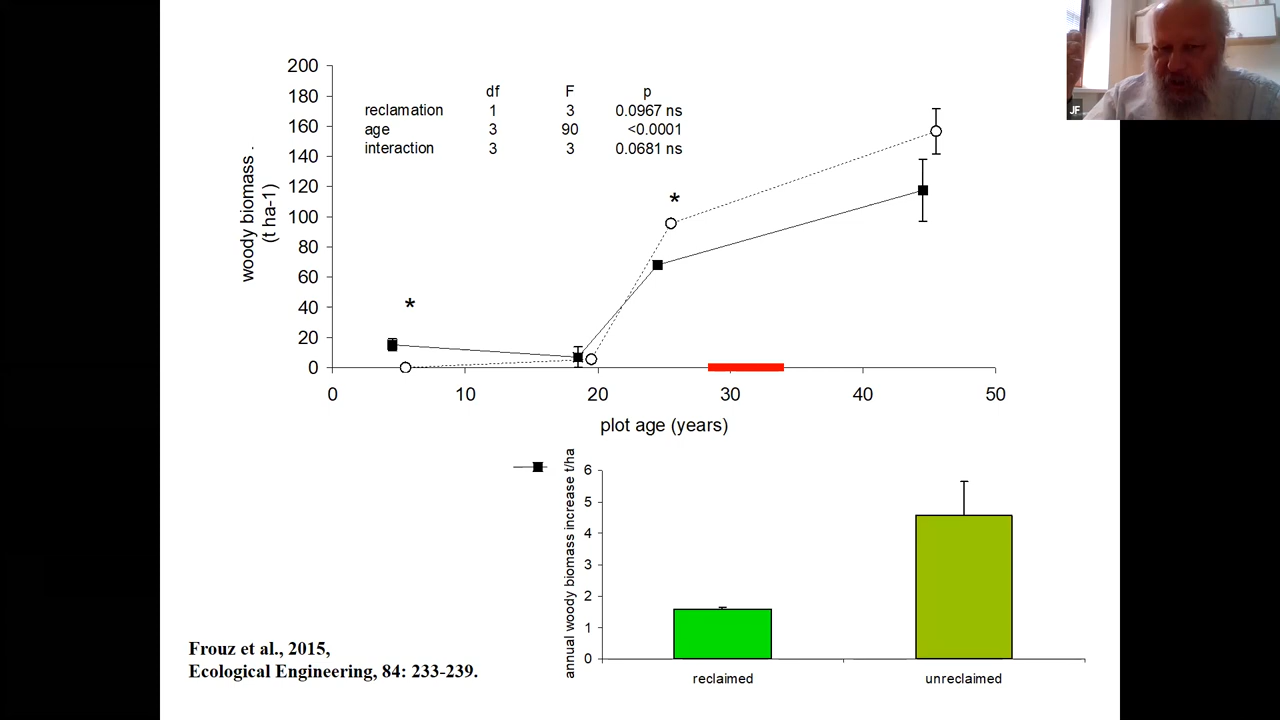 200
180
160
140
120
100
80
60
40
20
0
woody biomass .
(t ha-1)
df F p
reclamation 1 3 0.0967 ns
age 3 90 <0.0001
interaction 3 3 0.0681 ns
*
*
0 10 20 30 40 50
plot age (years)
annual woody biomass increase t/ha
6
5
4
3
2
1
0
reclaimed unreclaimed
Frouz et al., 2015,
Ecological Engineering, 84: 233-239.
JF